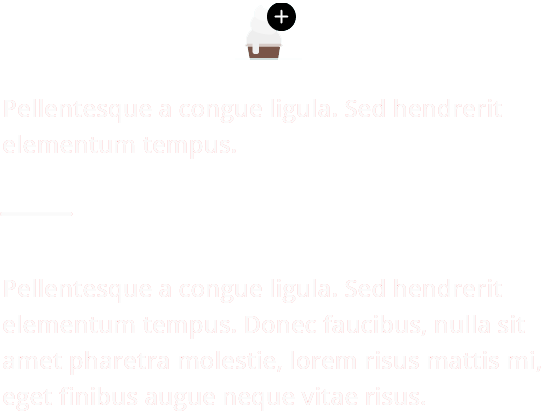 Pellentesque a congue ligula. Sed hendrerit
elementum tempus.
Pellentesque a congue ligula. Sed hendrerit
elementum tempus. Donec faucibus, nulla sit
amet pharetra molestie, lorem risus mattis mi,
eget finibus augue neque vitae risus.